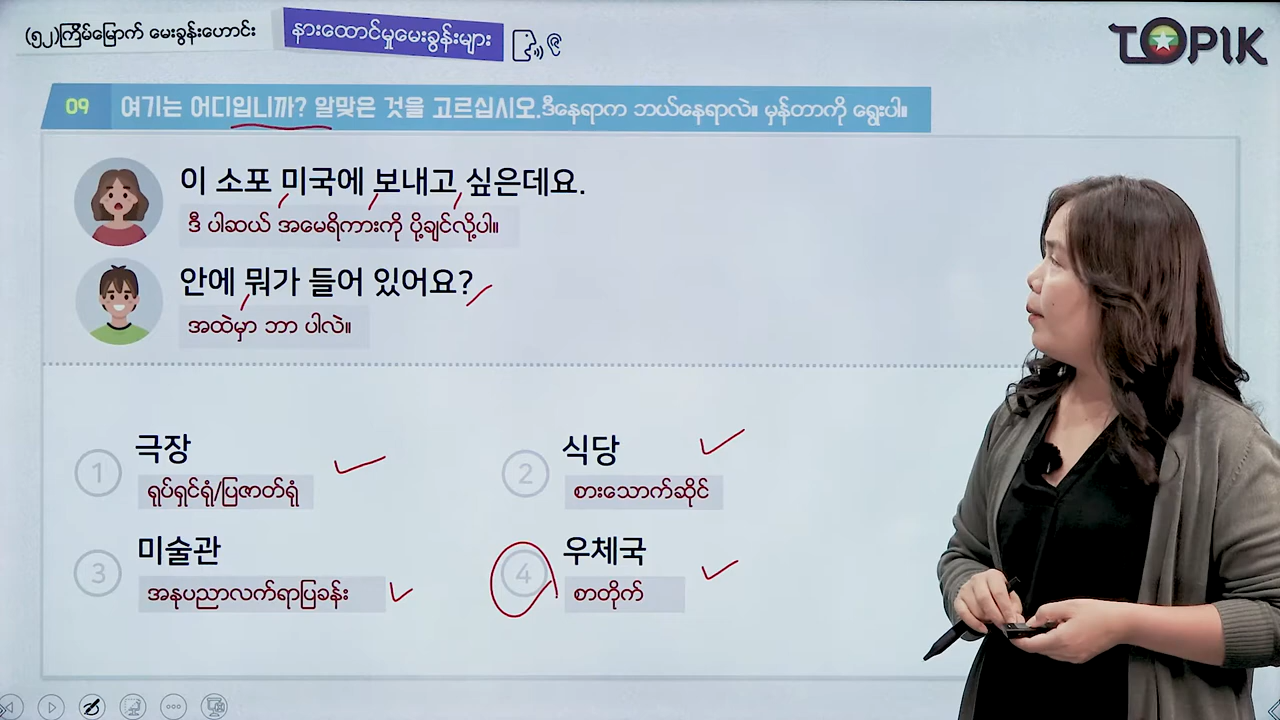 (၅၂)ကြိမ်မြောက် မေးခွန်းဟောင်း
နားထောင်မှုမေးခွန်းများ
TOPIK
09 여기는 어디입니까? 알맞은 것을 고르십시오.ဒီနေရာက ဘယ်နေရာလဲ။ မှန်တာကို ရွေးပါ။
이 소포 미국에 보내고 싶은데요.
ဒီ ပါဆယ် အမေရိကားကို ပို့ချင်လို့ပါ။
안에 뭐가 들어 있어요?
အထဲမှာ ဘာ ပါလဲ။
1 극장
ရုပ်ရှင်ရုံ/ပြဇာတ်ရုံ
2 식당
စားသောက်ဆိုင်
3 미술관
အနုပညာလက်ရာပြခန်း
4 우체국
စာတိုက်